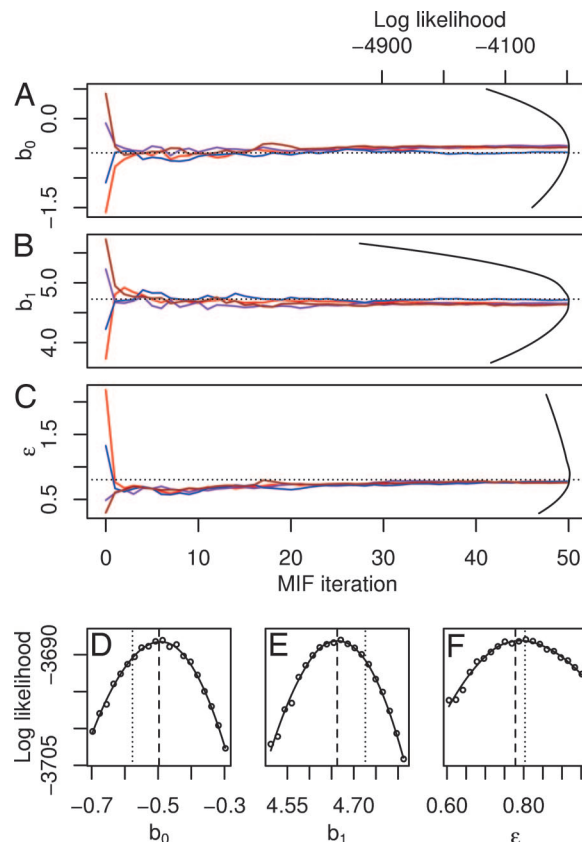 Log likelihood
−4900 −4100
A
b0
0.0
−1.5
B
b1
5.0
4.0
C
ε
1.5
0.5
0 10 20 30 40 50
MIF iteration
D E F
Log likelihood
−3690
−3705
−0.7 −0.5 −0.3 4.55 4.70 0.60 0.80
b0 b1 ε